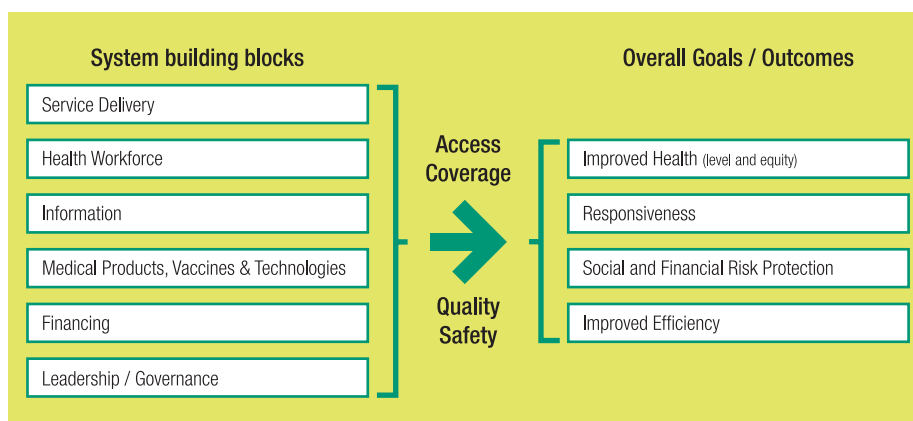 System building blocks
Service Delivery
Health Workforce
Information
Medical Products, Vaccines & Technologies
Financing
Leadership / Governance
Access
Coverage
Quality
Safety
Overall Goals / Outcomes
Improved Health (level and equity)
Responsiveness
Social and Financial Risk Protection
Improved Efficiency